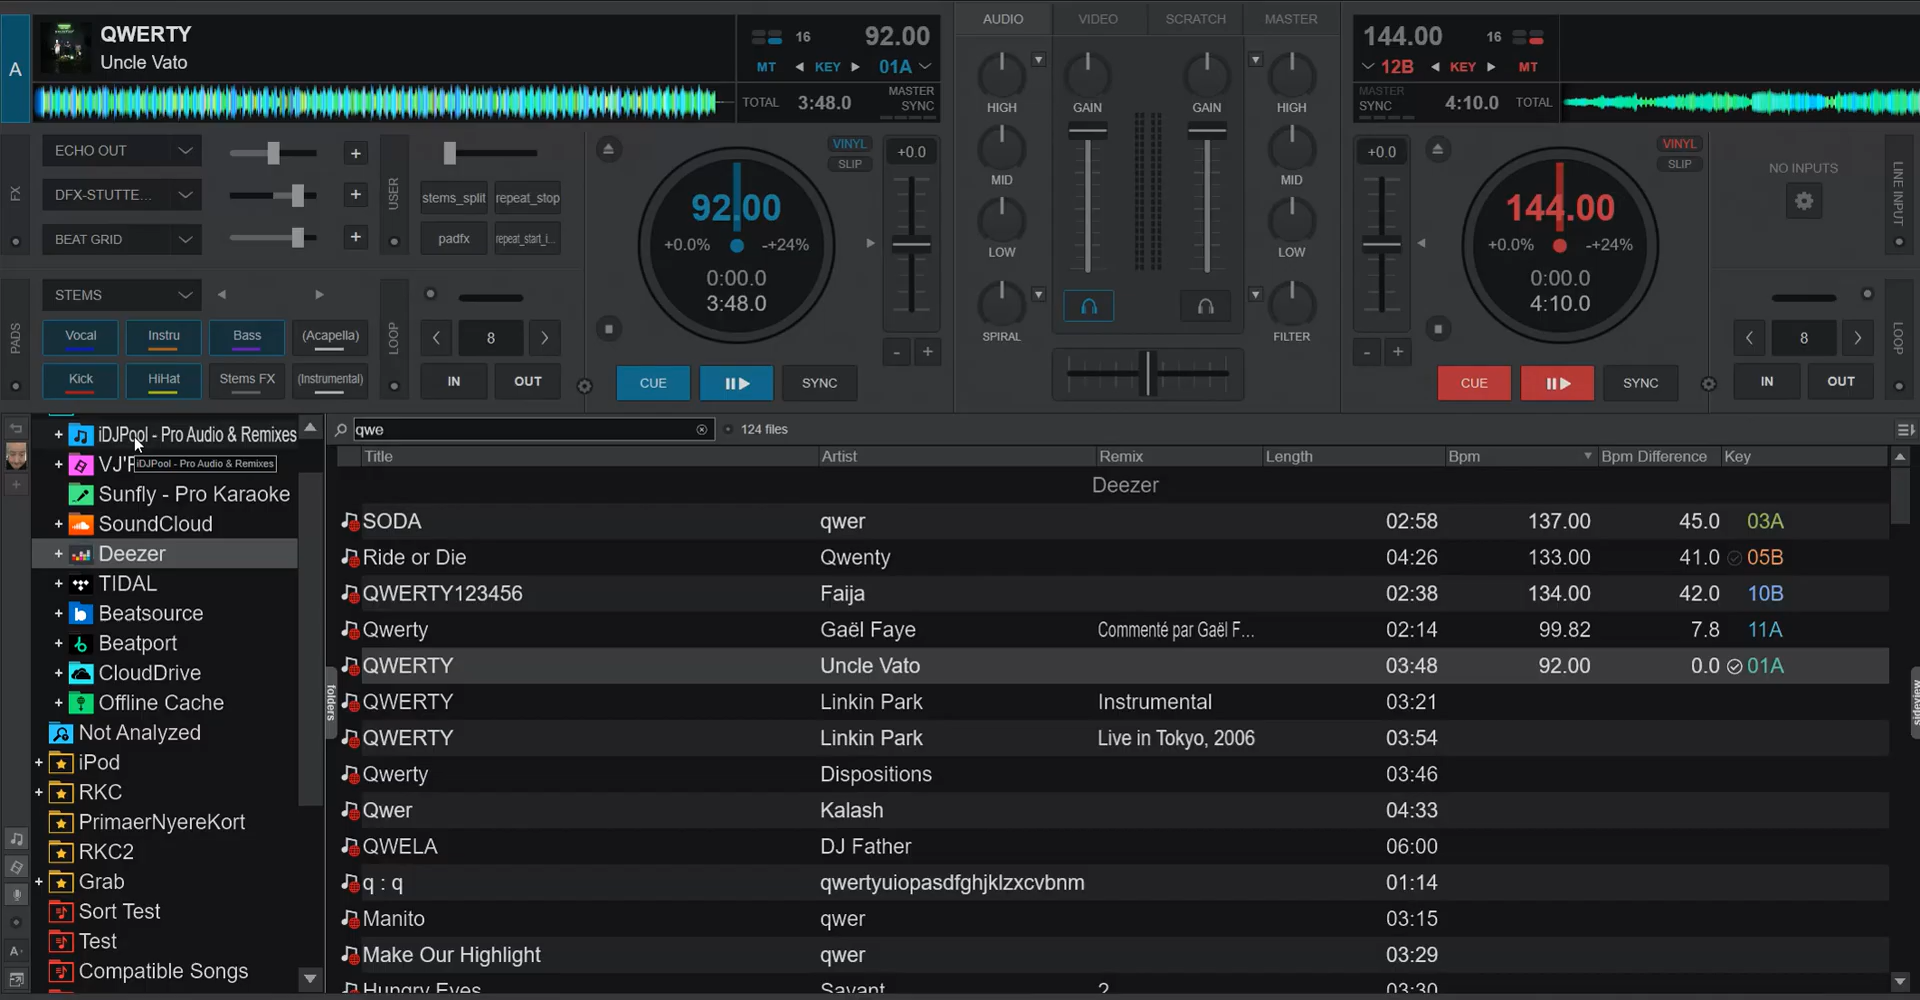 A
QWERTY
Uncle Vato
16
92.00
MT
KEY
01A
TOTAL
3:48.0
MASTER
SYNC
AUDIO
VIDEO
SCRATCH
MASTER
HIGH
GAIN
GAIN
HIGH
MID
MID
LOW
LOW
SPIRAL
FILTER
144.00
16
12B
KEY
MT
MASTER
SYNC
4:10.0
TOTAL
FX
ECHO OUT
+
DFX-STUTTE...
+
BEAT GRID
+
USER
stems_split
repeat_stop
padfx
repeat_start_i...
VINYL
SLIP
92.00
+0.0%
-+24%
0:00.0
3:48.0
+0.0
-
+
CUE
SYNC
PADS
STEMS
Vocal
Instru
Bass
(Acapella)
Kick
HiHat
Stems FX
(Instrumental)
LOOP
8
IN
OUT
+0.0
-
+
VINYL
SLIP
144.00
+0.0%
-+24%
0:00.0
4:10.0
CUE
SYNC
NO INPUTS
LINE INPUT
8
LOOP
IN
OUT
+ iDJPool - Pro Audio & Remixes
+ VJ'P
iDJPool - Pro Audio & Remixes
Sunfly - Pro Karaoke
+ SoundCloud
+ Deezer
+ TIDAL
+ Beatsource
+ Beatport
+ CloudDrive
+ Offline Cache
Not Analyzed
+ iPod
+ RKC
PrimaerNyereKort
RKC2
+ Grab
Sort Test
Test
Compatible Songs
folders
qwe
124 files
Title Artist Remix Length Bpm Bpm Difference Key
Deezer
SODA qwer 02:58 137.00 45.0 03A
Ride or Die Qwenty 04:26 133.00 41.0 05B
QWERTY123456 Faija 02:38 134.00 42.0 10B
Qwerty Gaël Faye Commenté par Gaël F... 02:14 99.82 7.8 11A
QWERTY Uncle Vato 03:48 92.00 0.0 01A
QWERTY Linkin Park Instrumental 03:21
QWERTY Linkin Park Live in Tokyo, 2006 03:54
Qwerty Dispositions 03:46
Qwer Kalash 04:33
QWELA DJ Father 06:00
q : q qwertyuiopasdfghjklzxcvbnm 01:14
Manito qwer 03:15
Make Our Highlight qwer 03:29
Hungry Eyes Savant 2 03:30
sideview